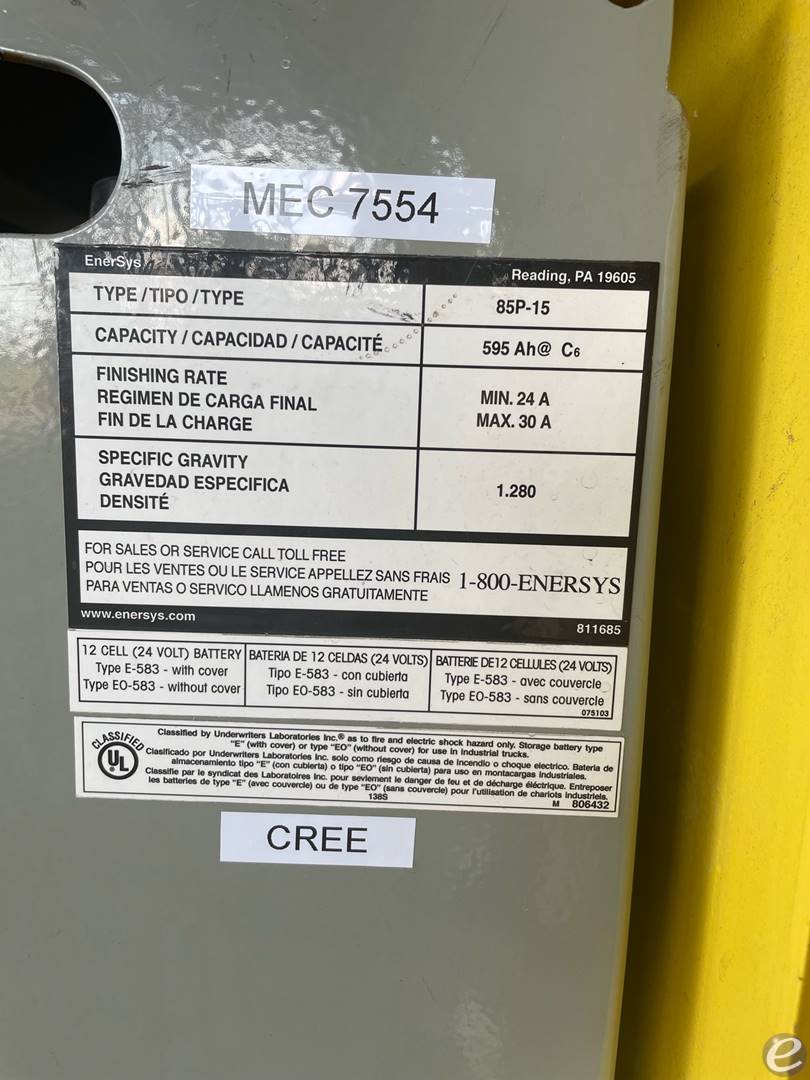 MEC 7554
EnerSys
Reading, PA 19605
TYPE / TIPO / TYPE
85P-15
CAPACITY / CAPACIDAD / CAPACITÉ
595 Ah@ C6
FINISHING RATE
REGIMEN DE CARGA FINAL
FIN DE LA CHARGE
MIN. 24 A
MAX. 30 A
SPECIFIC GRAVITY
GRAVEDAD ESPECIFICA
DENSITÉ
1.280
FOR SALES OR SERVICE CALL TOLL FREE
POUR LES VENTES OU LE SERVICE APPELLEZ SANS FRAIS
PARA VENTAS O SERVICO LLAMENOS GRATUITAMENTE
1-800-ENERSYS
www.enersys.com
811685
12 CELL (24 VOLT) BATTERY
Type E-583 - with cover
Type EO-583 - without cover
BATERIA DE 12 CELDAS (24 VOLTS)
Tipo E-583 - con cubierta
Tipo EO-583 - sin cubierta
BATTERIE DE12 CELLULES (24 VOLTS)
Type E-583 - avec couvercle
Type EO-583 - sans couvercle
075103
CLASSIFIED
UL
Classified by Underwriters Laboratories Inc.® as to fire and electric shock hazard only. Storage battery type
"E" (with cover) or type "EO" (without cover) for use in industrial trucks.
Clasificado por Underwriters Laboratories Inc. solo como riesgo de causa de incendio o choque electrico. Bateria de
almacenamiento tipo "E" (con cubierta) o tipo "EO" (sin cubierta) para uso en montacargas industriales.
Classifie par le syndicat des Laboratoires Inc. pour sevlement le danger de feu et de décharge éléctrique. Entreposer
les batteries de type "E" (avec couvercle) ou de type "EO" (sans couvercle) pour l'utilisation de chariots industriels.
138S
M 806432
CREE
e